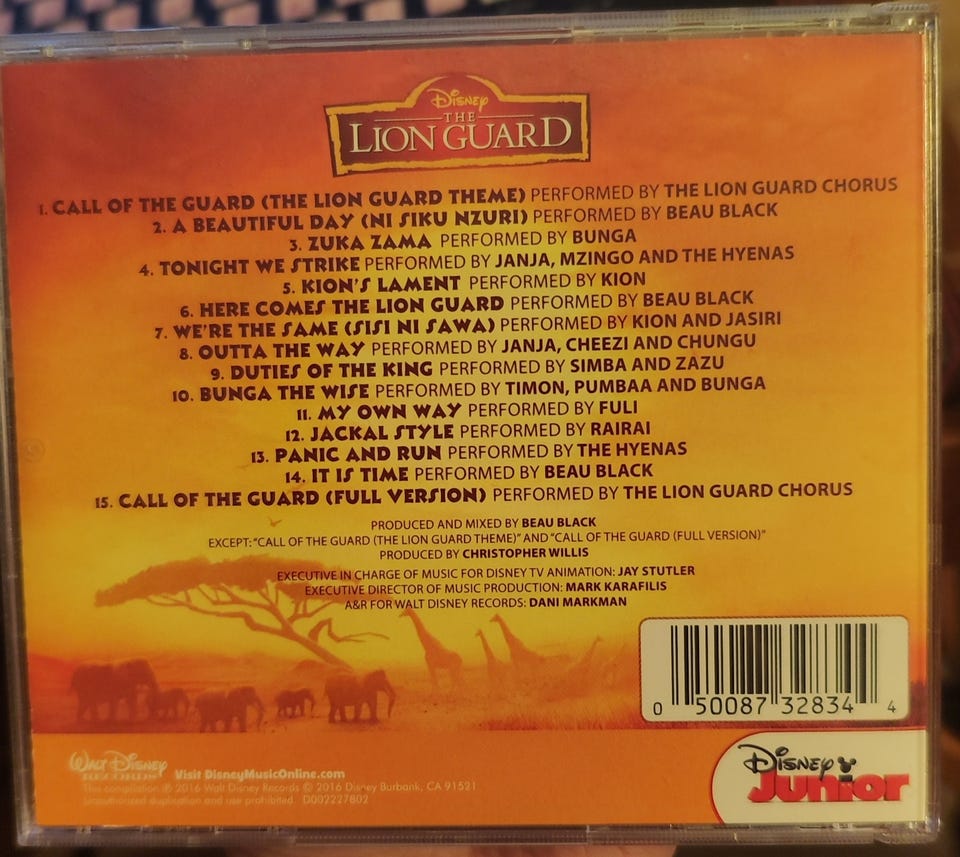 Disney
THE
LION GUARD
1. CALL OF THE GUARD (THE LION GUARD THEME) PERFORMED BY THE LION GUARD CHORUS
2. A BEAUTIFUL DAY (NI SIKU NZURI) PERFORMED BY BEAU BLACK
3. ZUKA ZAMA PERFORMED BY BUNGA
4. TONIGHT WE STRIKE PERFORMED BY JANJA, MZINGO AND THE HYENAS
5. KION'S LAMENT PERFORMED BY KION
6. HERE COMES THE LION GUARD PERFORMED BY BEAU BLACK
7. WE'RE THE SAME (SISI NI SAWA) PERFORMED BY KION AND JASIRI
8. OUTTA THE WAY PERFORMED BY JANJA, CHEEZI AND CHUNGU
9. DUTIES OF THE KING PERFORMED BY SIMBA AND ZAZU
10. BUNGA THE WISE PERFORMED BY TIMON, PUMBAA AND BUNGA
11. MY OWN WAY PERFORMED BY FULI
12. JACKAL STYLE PERFORMED BY RAIRAI
13. PANIC AND RUN PERFORMED BY THE HYENAS
14. IT IS TIME PERFORMED BY BEAU BLACK
15. CALL OF THE GUARD (FULL VERSION) PERFORMED BY THE LION GUARD CHORUS
PRODUCED AND MIXED BY BEAU BLACK
EXCEPT: "CALL OF THE GUARD (THE LION GUARD THEME)" AND "CALL OF THE GUARD (FULL VERSION)"
PRODUCED BY CHRISTOPHER WILLIS
EXECUTIVE IN CHARGE OF MUSIC FOR DISNEY TV ANIMATION: JAY STUTLER
EXECUTIVE DIRECTOR OF MUSIC PRODUCTION: MARK KARAFILIS
A&R FOR WALT DISNEY RECORDS: DANI MARKMAN
0 50087 32834 4
WALT DISNEY
RECORDS
Visit DisneyMusicOnline.com
This compilation ℗ 2016 Walt Disney Records © 2016 Disney Burbank, CA 91521
Unauthorized duplication and use prohibited. D002227802
Disney
Junior